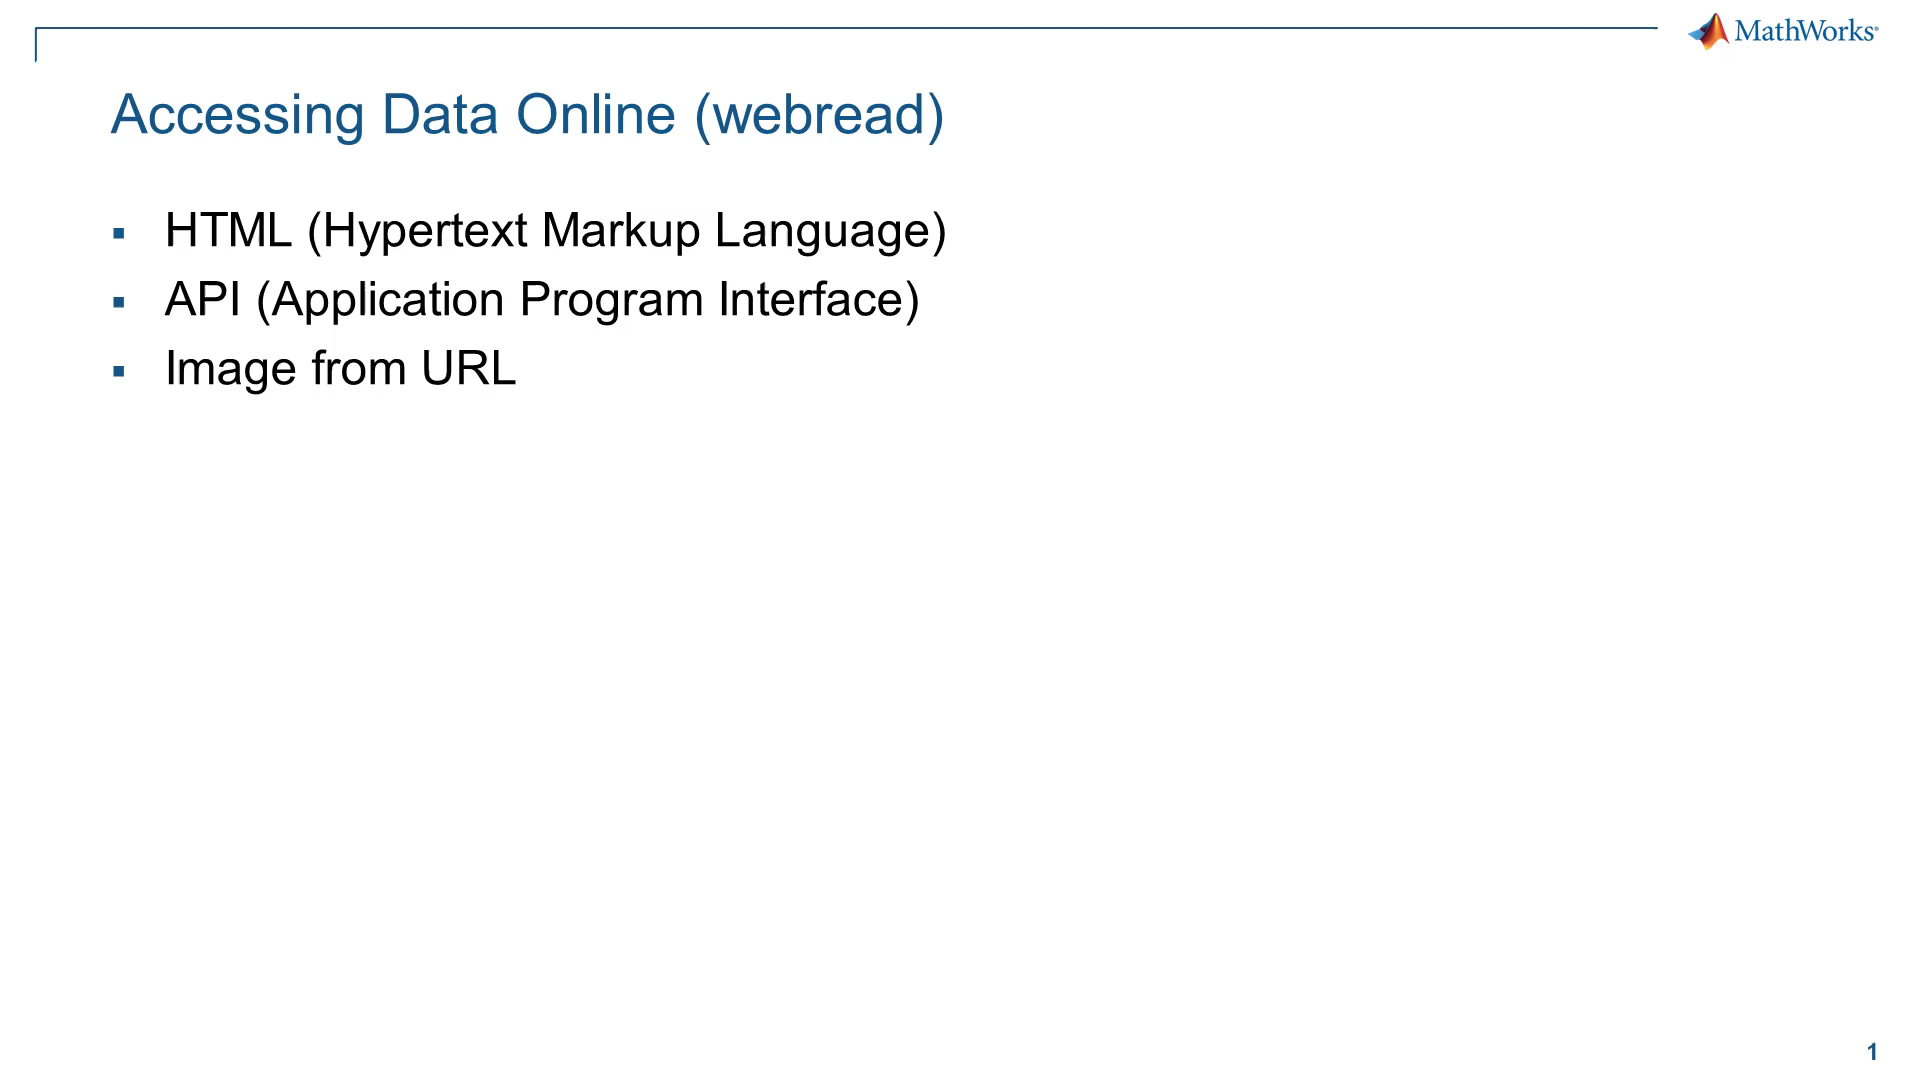 MathWorks®
Accessing Data Online (webread)
▪ HTML (Hypertext Markup Language)
▪ API (Application Program Interface)
▪ Image from URL
1